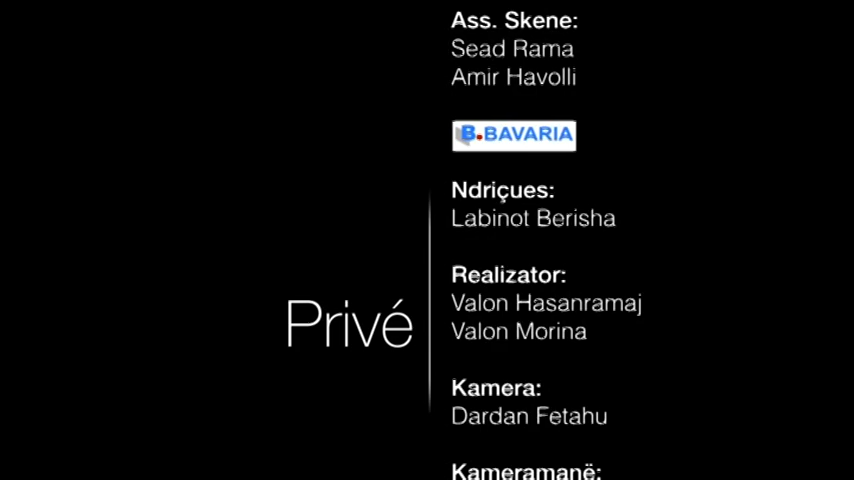 Ass. Skene:
Sead Rama
Amir Havolli
B.BAVARIA
Ndriçues:
Labinot Berisha
Realizator:
Valon Hasanramaj
Valon Morina
Privé
Kamera:
Dardan Fetahu
Kameramanë: